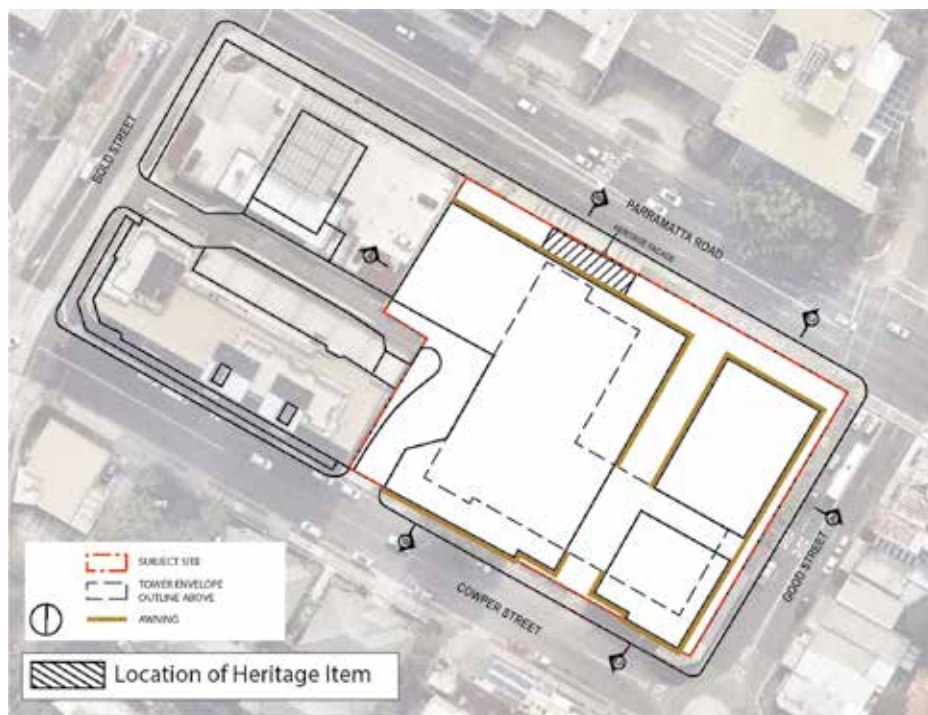 BOLD STREET
PARRAMATTA ROAD
HERITAGE FACADE
GOOD STREET
COWPER STREET
SUBJECT SITE
TOWER ENVELOPE
OUTLINE ABOVE
AWNING
Location of Heritage Item